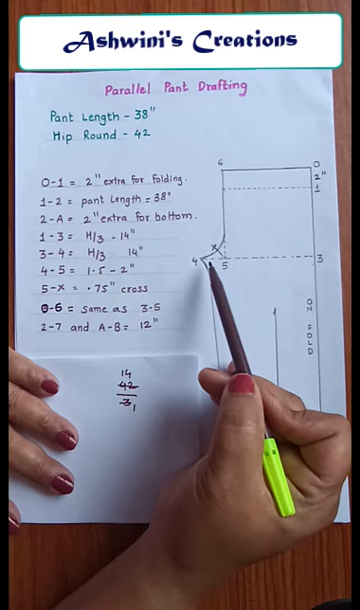 Ashwini's Creations
Parallel Pant Drafting
Pant Length - 38"
Hip Round - 42
0-1 = 2" extra for folding.
1-2 = pant Length = 38"
2-A = 2" extra for bottom.
1-3 = H/3 - 14"
3-4 = H/3 14"
4-5 = 1.5 - 2"
5-x = .75" cross
0-6 = same as 3-5
2-7 and A-B = 12"
6 0
2"
1
x
4 5 3
ON FOLD
14
42
3 1